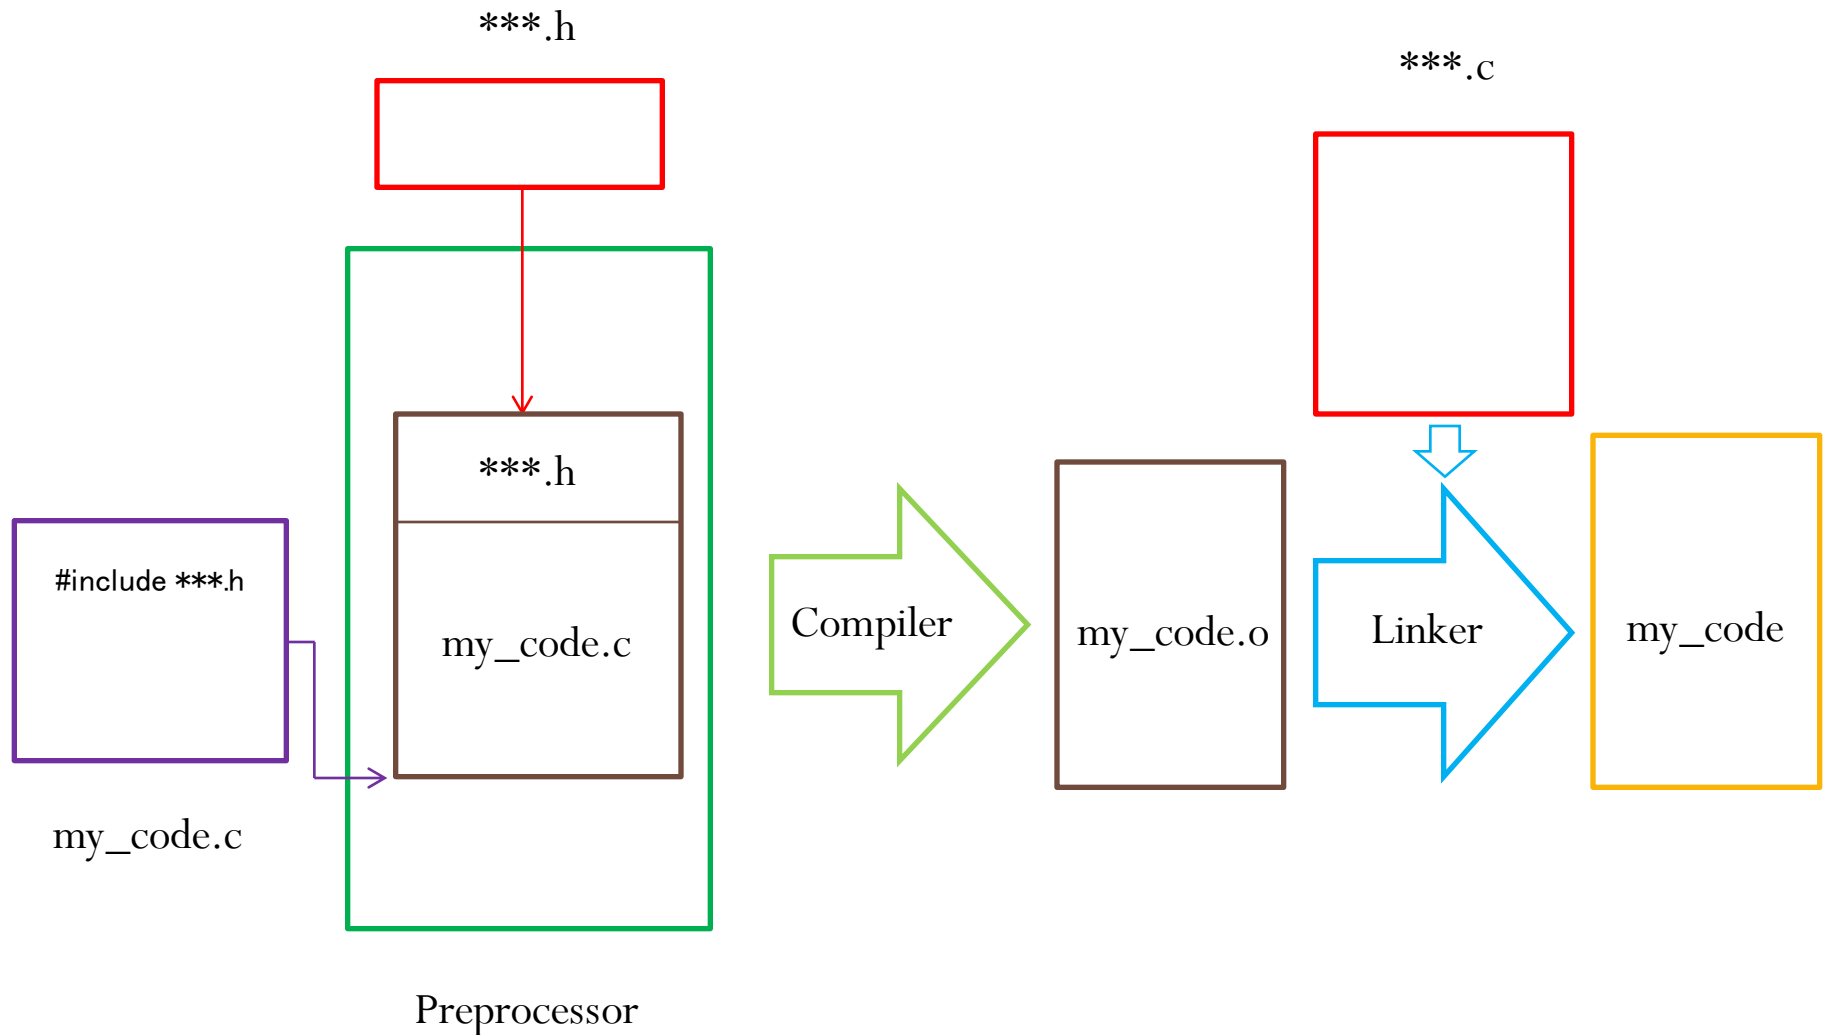 ***.h
***.c
***.h
#include ***.h
my_code.c
Compiler
my_code.o
Linker
my_code
my_code.c
Preprocessor